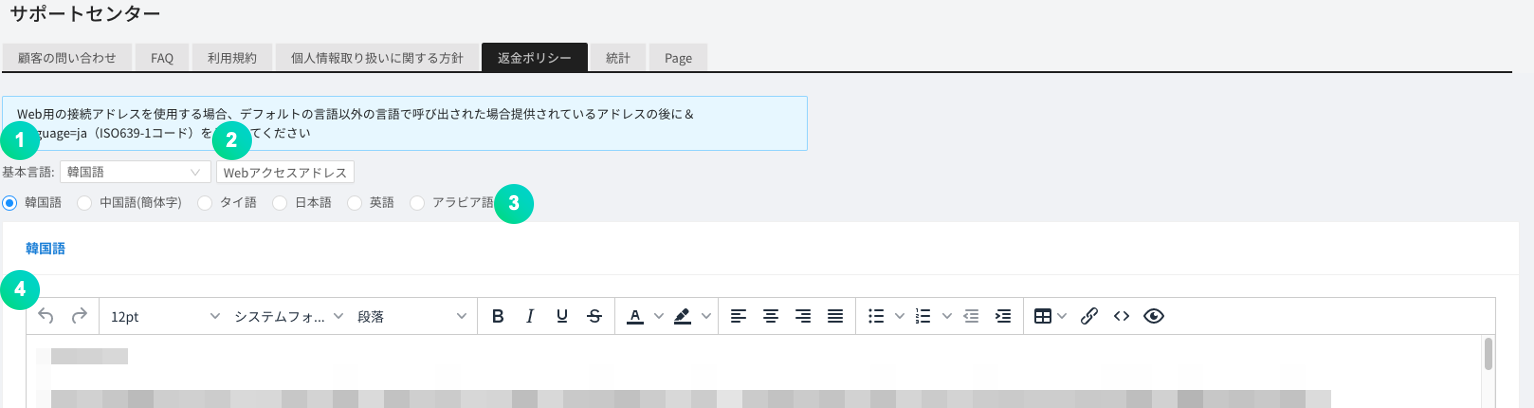 サポートセンター
顧客の問い合わせ FAQ 利用規約 個人情報取り扱いに関する方針 返金ポリシー 統計 Page
Web用の接続アドレスを使用する場合、デフォルトの言語以外の言語で呼び出された場合提供されているアドレスの後に＆
guage=ja（ISO639-1コード）を てください
1 2
基本言語: 韓国語 Webアクセスアドレス
韓国語 中国語(簡体字) タイ語 日本語 英語 アラビア語 3
韓国語
4
12pt システムフォ... 段落 B I U S A